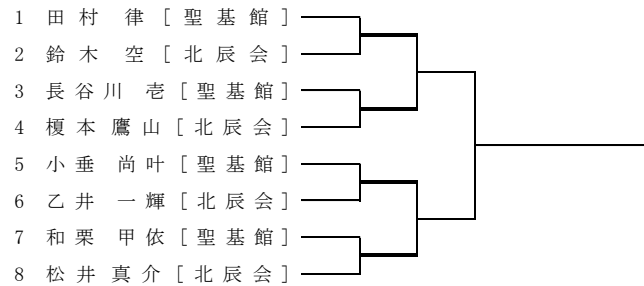 1 田村 律 [ 聖基館 ]
2 鈴木 空 [ 北辰会 ]
3 長谷川 壱 [ 聖基館 ]
4 榎本鷹山 [ 北辰会 ]
5 小垂 尚叶 [ 聖基館 ]
6 乙井 一輝 [ 北辰会 ]
7 和栗 甲依 [ 聖基館 ]
8 松井真介 [ 北辰会 ]